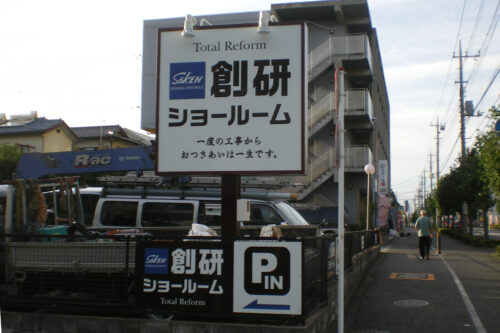 Total Reform
SOKEN
創研
ショールーム
一度の工事から
おつきあいは一生です。
Rac
SOKEN
創研
ショールーム
Total Reform
P
IN